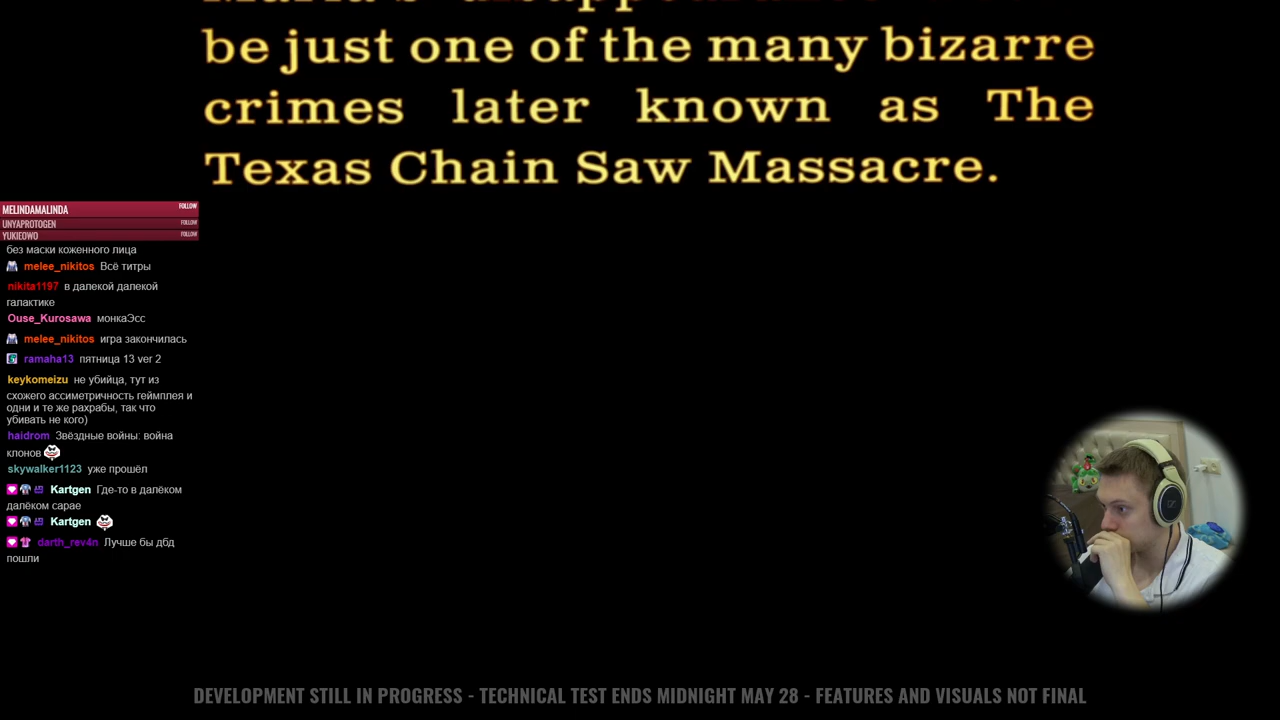 be just one of the many bizarre
crimes later known as The
Texas Chain Saw Massacre.
MELINDAMALINDA FOLLOW
UNYAPROTOGEN FOLLOW
YUKIEOWO FOLLOW
без маски коженного лица
melee_nikitos Всё титры
nikita1197 в далекой далекой
галактике
Ouse_Kurosawa монкаЭсс
melee_nikitos игра закончилась
ramaha13 пятница 13 ver 2
keykomeizu не убийца, тут из
схожего ассиметричность геймплея и
одни и те же рахрабы, так что
убивать не кого)
haidrom Звёздные войны: война
клонов
skywalker1123 уже прошёл
Kartgen Где-то в далёком
далёком сарае
Kartgen
darth_rev4n Лучше бы дбд
пошли
DEVELOPMENT STILL IN PROGRESS - TECHNICAL TEST ENDS MIDNIGHT MAY 28 - FEATURES AND VISUALS NOT FINAL